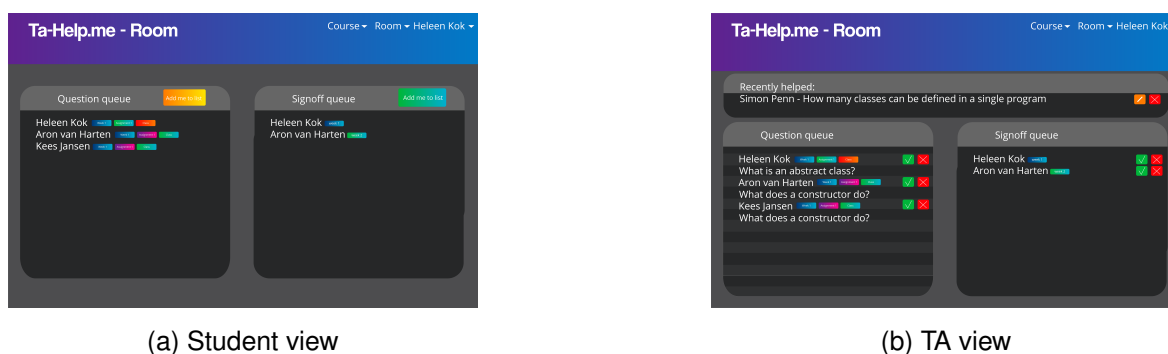 Ta-Help.me - Room
Course Room Heleen Kok
Question queue
Add me to list
Heleen Kok
Aron van Harten
Kees Jansen
Signoff queue
Add me to list
Heleen Kok
Aron van Harten
(a) Student view
Ta-Help.me - Room
Course Room Heleen Kok
Recently helped:
Simon Penn - How many classes can be defined in a single program
Question queue
Heleen Kok
What is an abstract class?
Aron van Harten
What does a constructor do?
Kees Jansen
What does a constructor do?
Signoff queue
Heleen Kok
Aron van Harten
(b) TA view